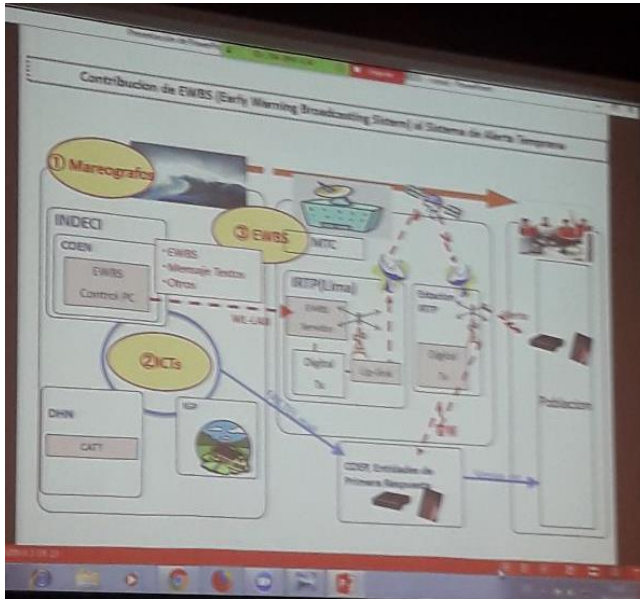 Contribucion de EWBS (Early Warning Broadcasting Sistem) al Sistema de Alerta Temprana
① Mareografos
INDECI
COEN
EWBS
Control PC
• EWBS
• Mensaje Textos
• Otros
③ EWBS
MTC
IRTP(Lima)
EWBS
Servidor
Digital
Tx
Up-link
Estacion
IRTP
Digital
Tx
②ICTs
DHN
CATT
IGP
COER, Entidades de
Primera Respuesta
Poblacion